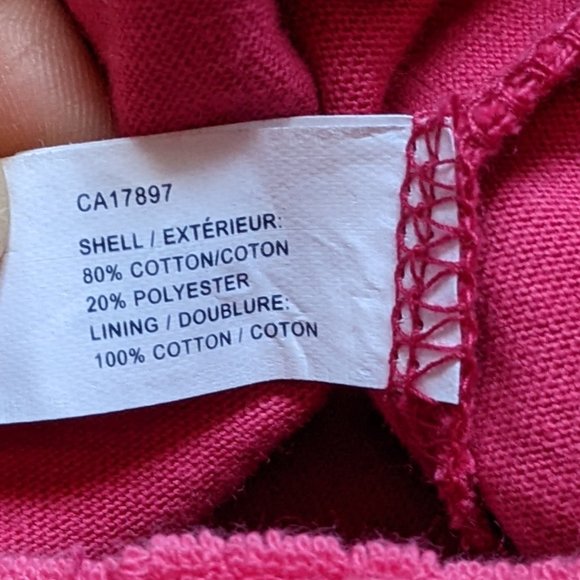 CA17897
SHELL / EXTÉRIEUR:
80% COTTON/COTON
20% POLYESTER
LINING / DOUBLURE:
100% COTTON / COTON